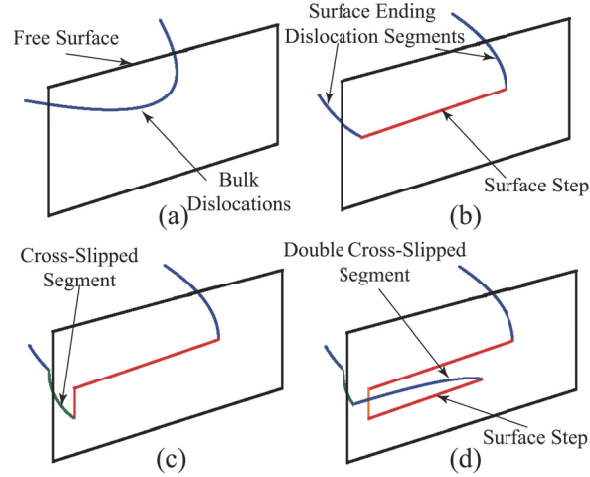 Free Surface
Bulk
Dislocations
(a)
Surface Ending
Dislocation Segments
Surface Step
(b)
Cross-Slipped
Segment
(c)
Double Cross-Slipped
Segment
Surface Step
(d)